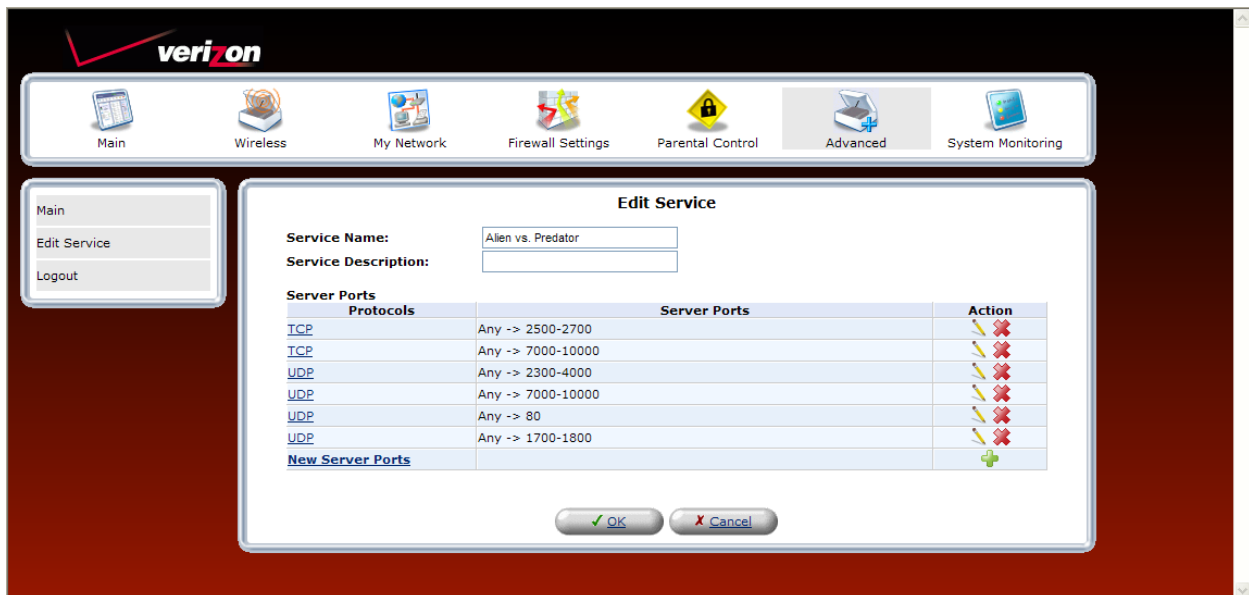 verizon
Main
Wireless
My Network
Firewall Settings
Parental Control
Advanced
System Monitoring
Main
Edit Service
Logout
Edit Service
Service Name: Alien vs. Predator
Service Description:
Server Ports
Protocols Server Ports Action
TCP Any -> 2500-2700
TCP Any -> 7000-10000
UDP Any -> 2300-4000
UDP Any -> 7000-10000
UDP Any -> 80
UDP Any -> 1700-1800
New Server Ports
OK Cancel